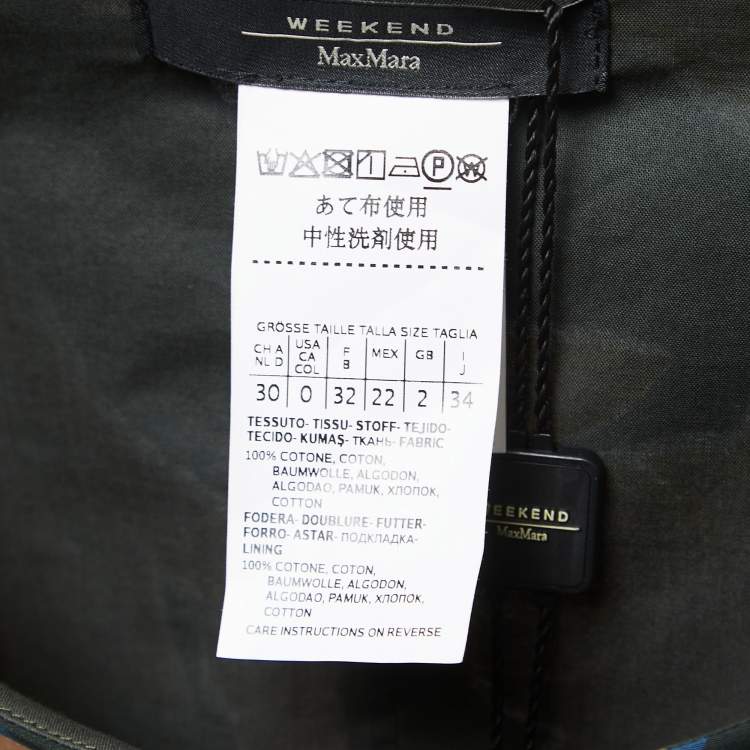 WEEKEND
MaxMara
P W
あて布使用
中性洗剤使用
GRÖSSE TAILLE TALLA SIZE TAGLIA
CH A NL D USA CA COL F B MEX GB I J
30 0 32 22 2 34
TESSUTO- TISSU- STOFF- TEJIDO-
TECIDO- KUMAŞ- ТКАНЬ- FABRIC
100% COTONE, COTON,
BAUMWOLLE, ALGODON,
ALGODAO, PAMUK, ХЛОПОК,
COTTON
FODERA- DOUBLURE- FUTTER-
FORRO- ASTAR- ПОДКЛАДКА-
LINING
100% COTONE, COTON,
BAUMWOLLE, ALGODON,
ALGODAO, PAMUK, ХЛОПОК,
COTTON
CARE INSTRUCTIONS ON REVERSE
WEEKEND
MaxMara